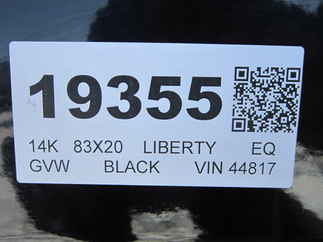 19355
14K 83X20 LIBERTY EQ
GVW BLACK VIN 44817